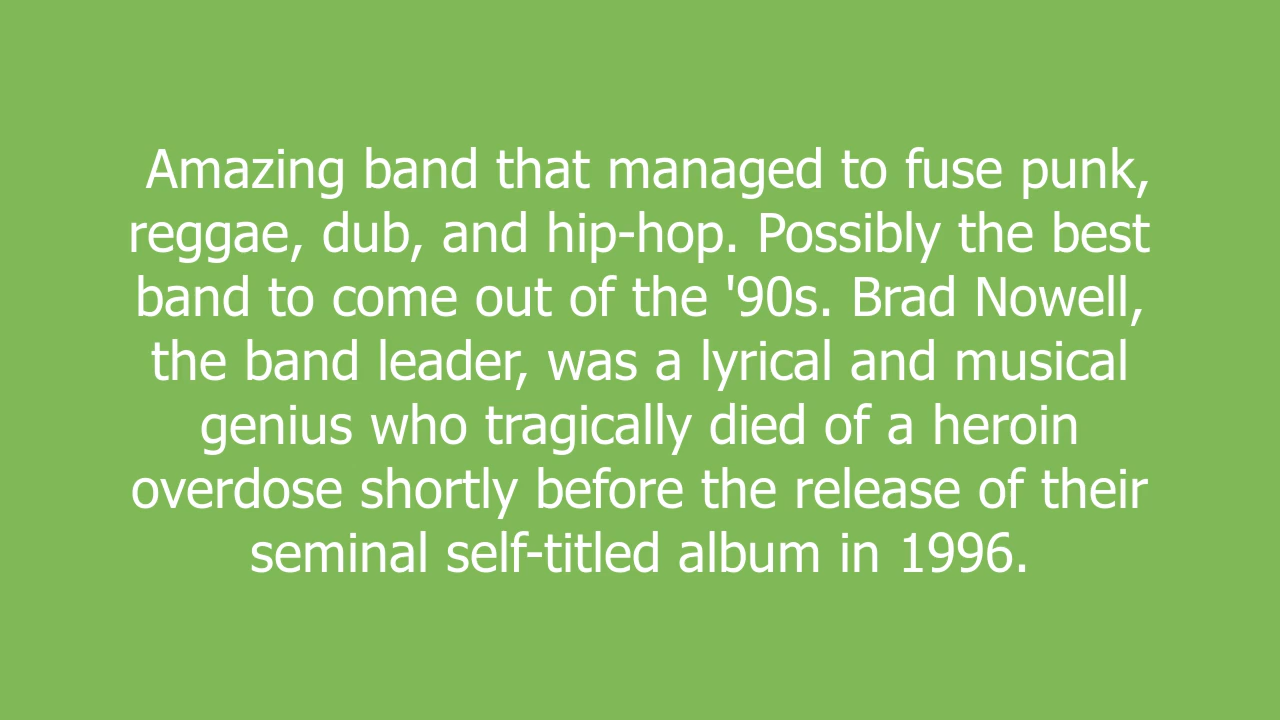 Amazing band that managed to fuse punk,
reggae, dub, and hip-hop. Possibly the best
band to come out of the '90s. Brad Nowell,
the band leader, was a lyrical and musical
genius who tragically died of a heroin
overdose shortly before the release of their
seminal self-titled album in 1996.